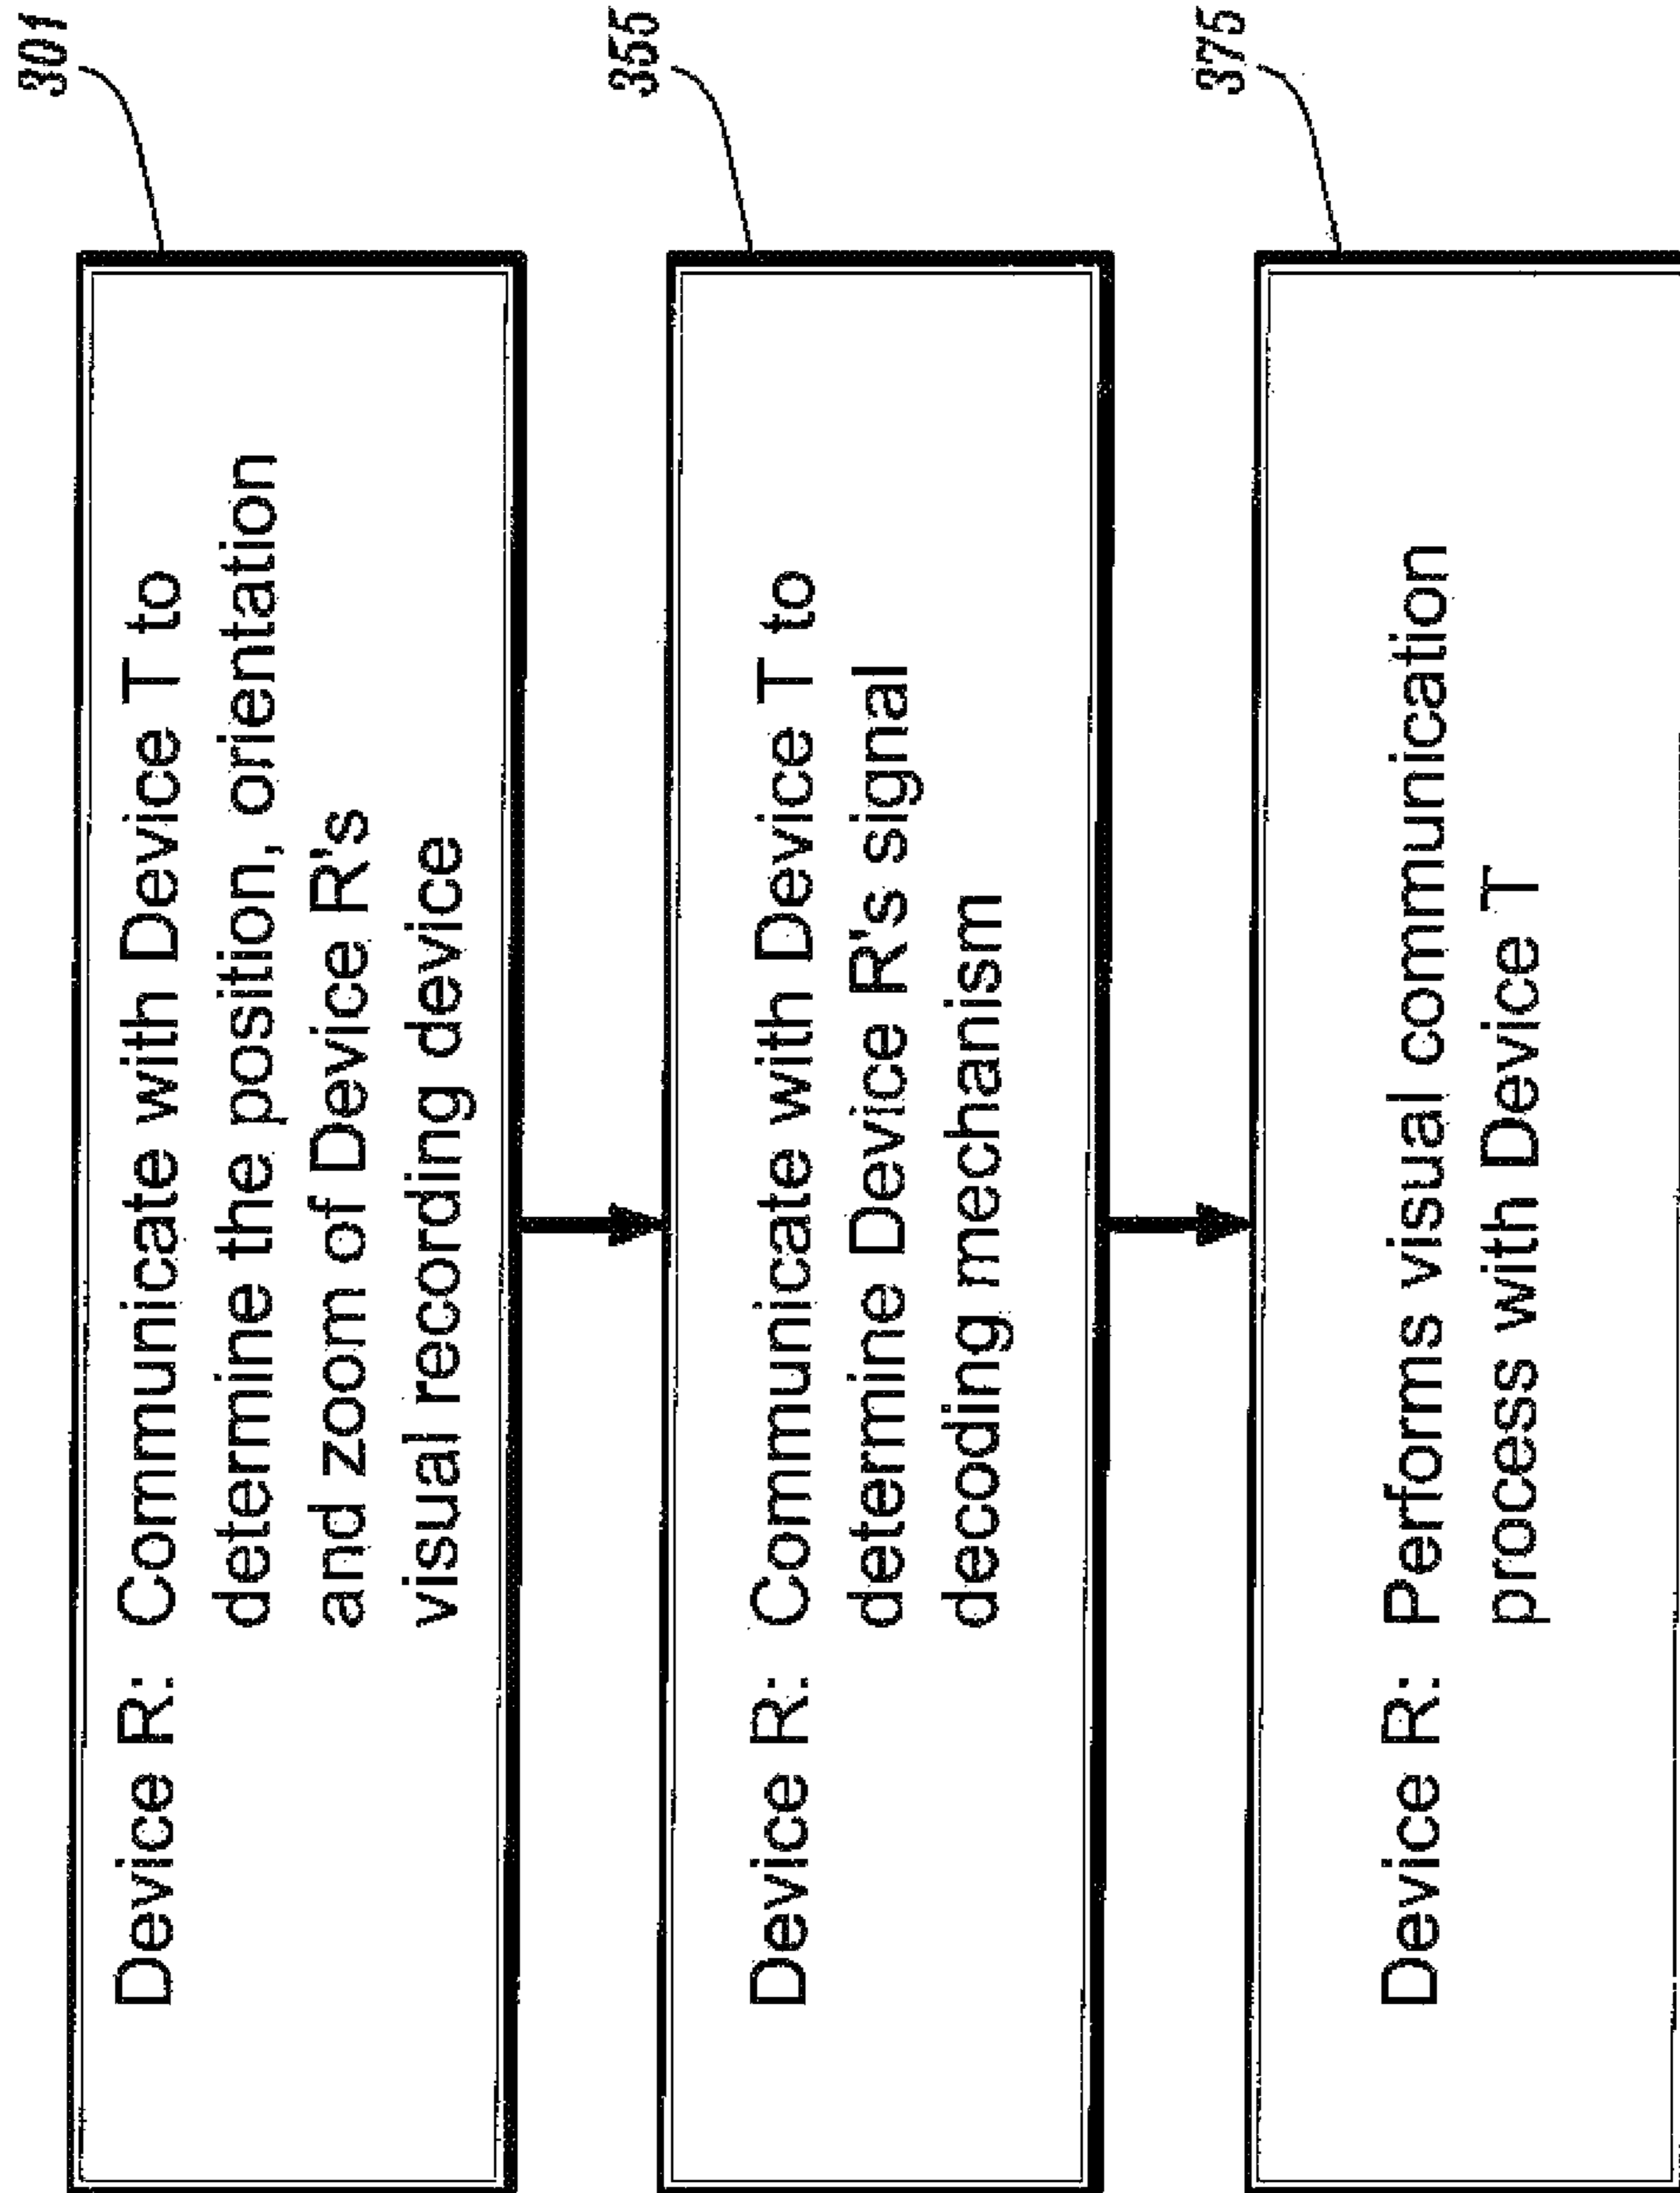 301
Device R: Communicate with Device T to
determine the position, orientation
and zoom of Device R's
visual recording device
355
Device R: Communicate with Device T to
determine Device R's signal
decoding mechanism
375
Device R: Performs visual communication
process with Device T